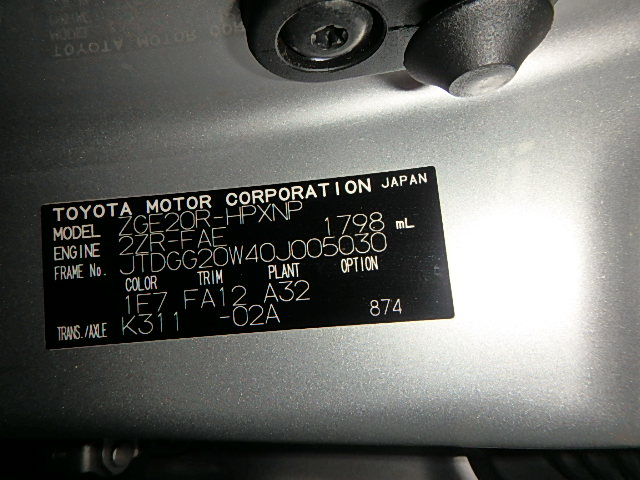 TOYOTA MOTOR CORPORATION JAPAN
MODEL ZGE20R-HPXNP
ENGINE 2ZR-FAE 1798 mL
FRAME No. JTDGG20W40J005030
COLOR TRIM PLANT OPTION
1E7 FA12 A32
TRANS./AXLE K311 -02A 874